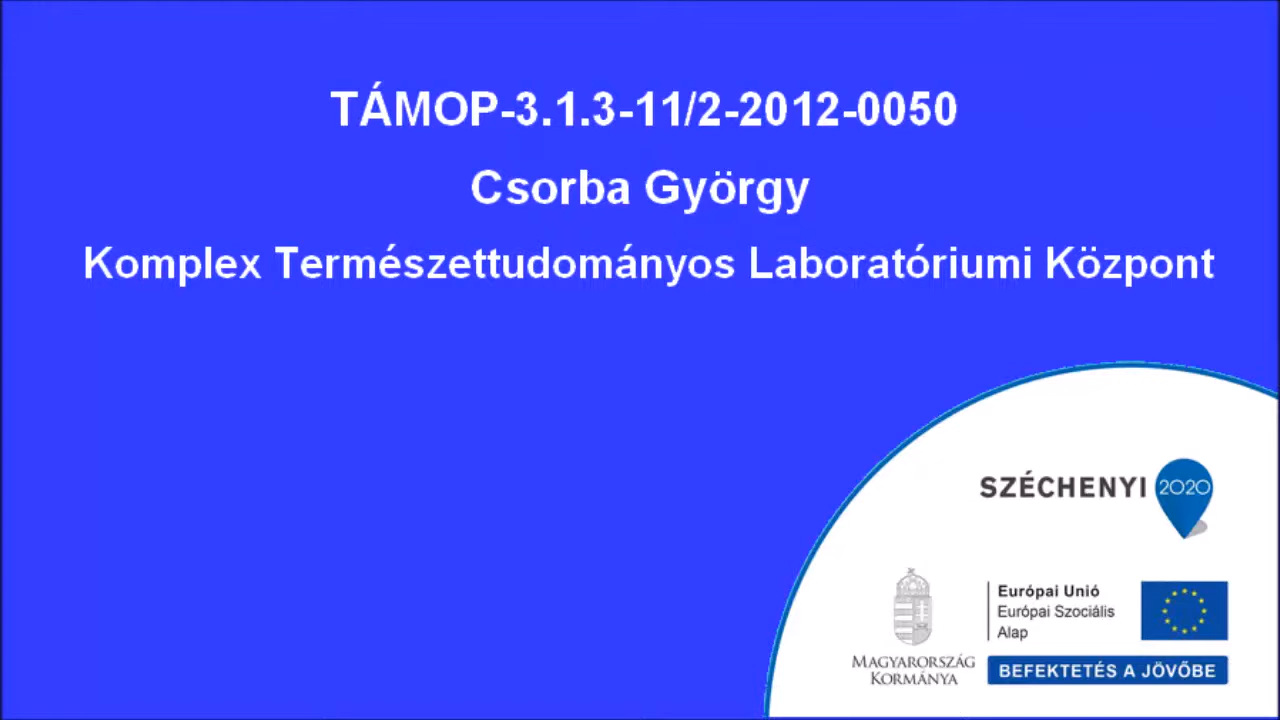 TÁMOP-3.1.3-11/2-2012-0050
Csorba György
Komplex Természettudományos Laboratóriumi Központ
SZÉCHENYI 2020
MAGYARORSZÁG
KORMÁNYA
Európai Unió
Európai Szociális
Alap
BEFEKTETÉS A JÖVŐBE